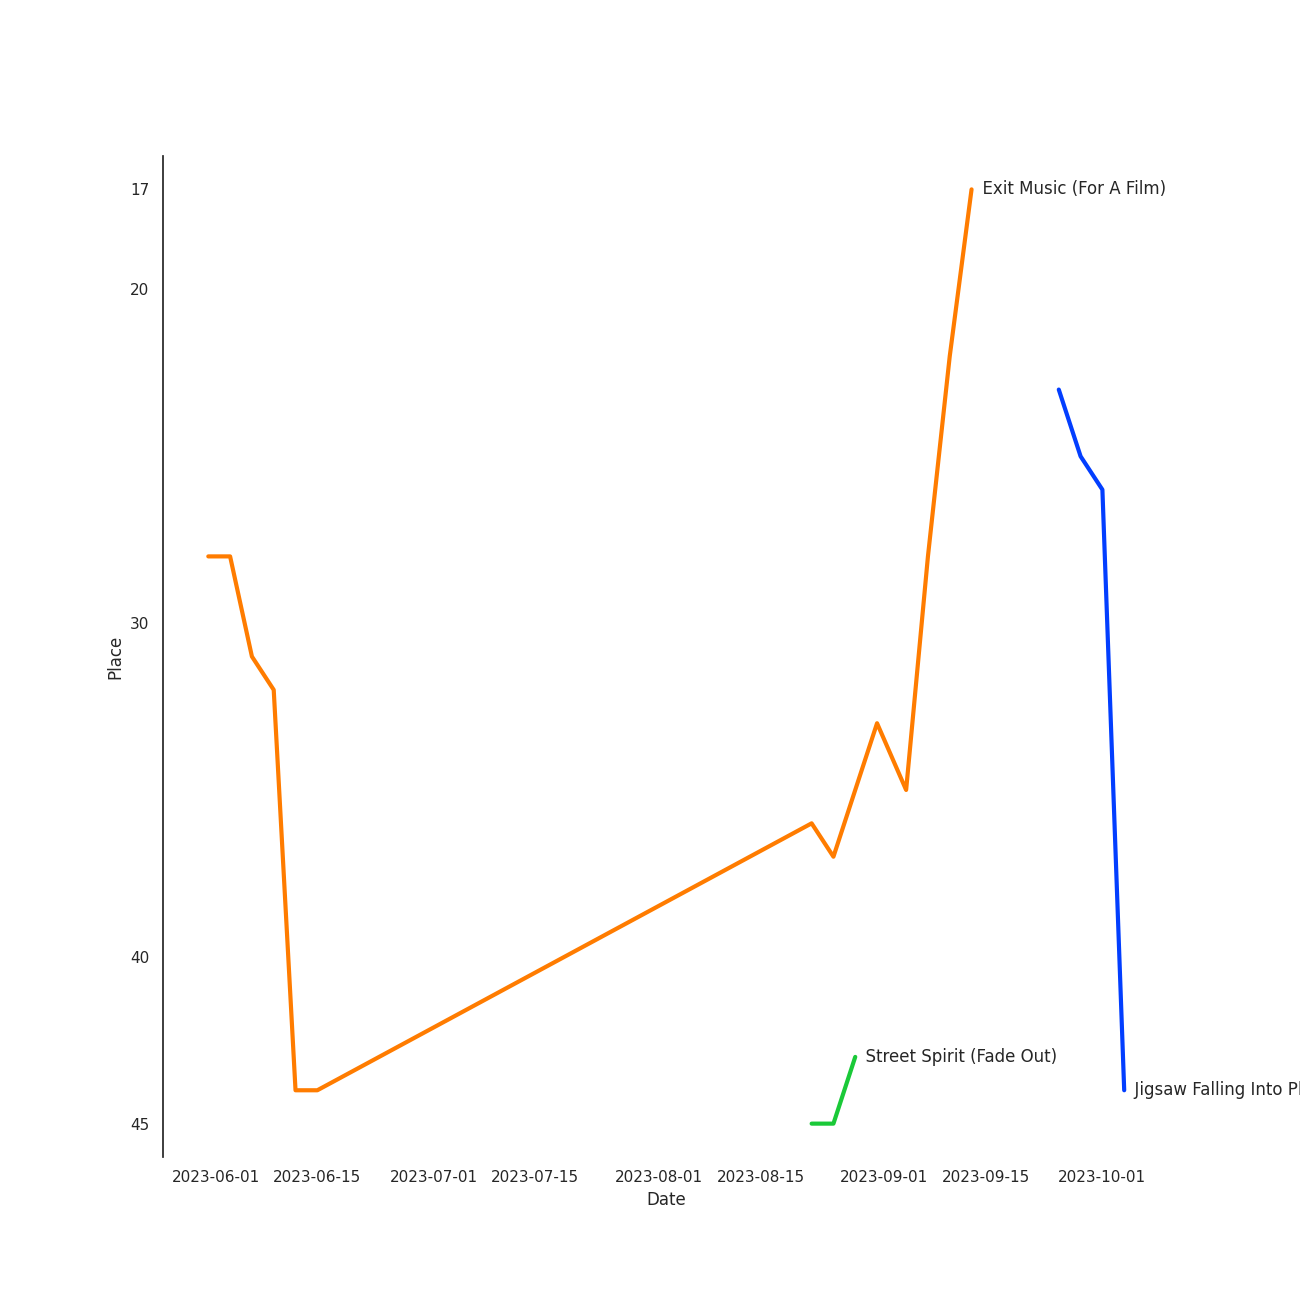 17
Exit Music (For A Film)
20
30
Place
40
Street Spirit (Fade Out)
Jigsaw Falling Into
45
2023-06-01 2023-06-15 2023-07-01 2023-07-15 2023-08-01 2023-08-15 2023-09-01 2023-09-15 2023-10-01
Date